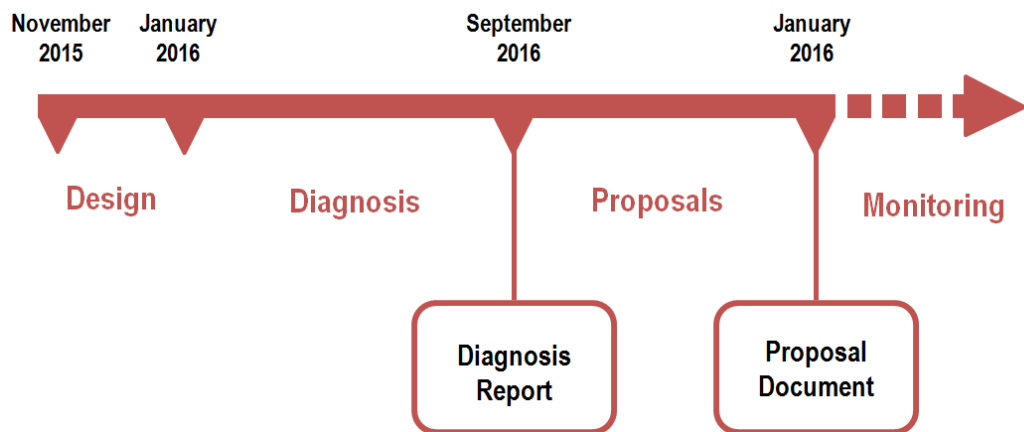 November
2015
January
2016
September
2016
January
2016
Design
Diagnosis
Proposals
Monitoring
Diagnosis
Report
Proposal
Document